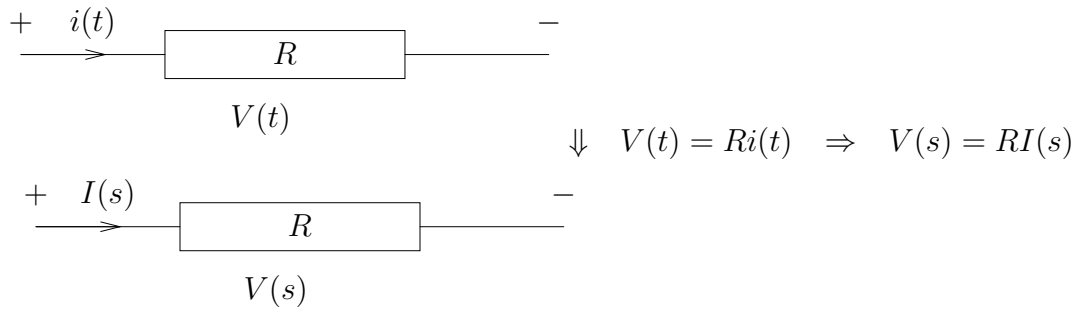 + i(t) −
R
V(t)
⇓ V(t) = Ri(t) ⇒ V(s) = RI(s)
+ I(s) −
R
V(s)